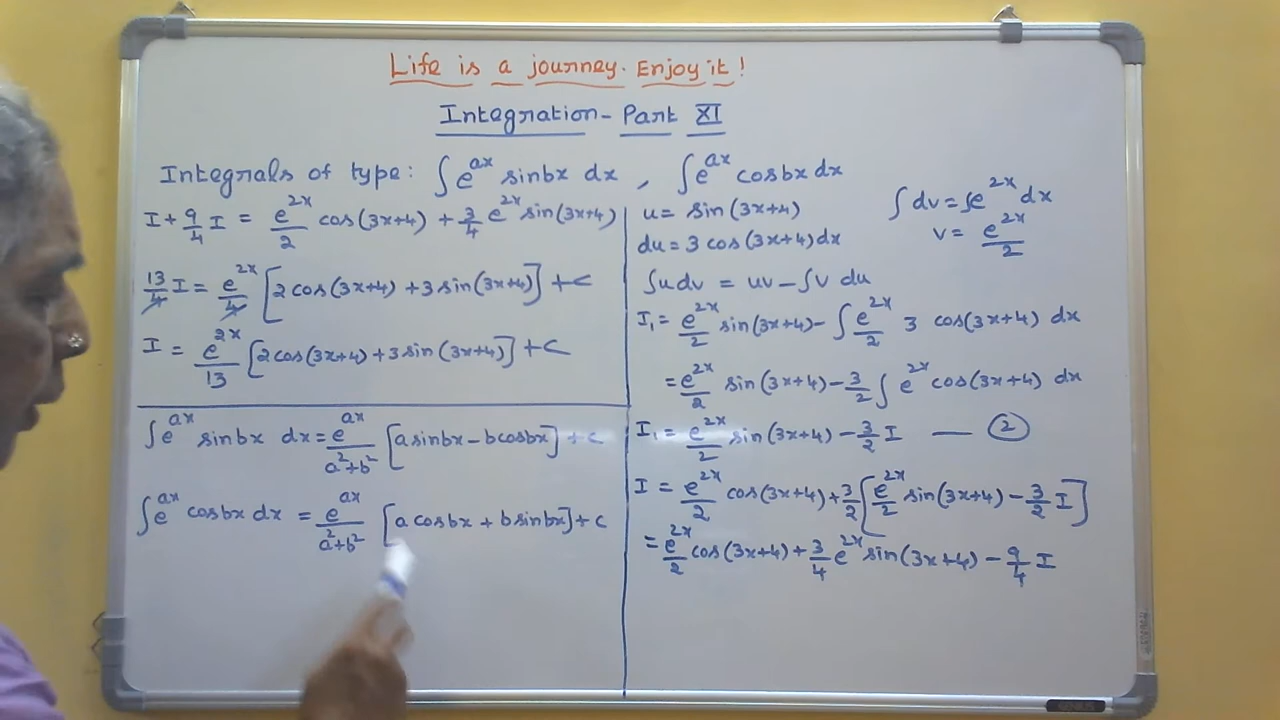 Life is a journey. Enjoy it!
Integration - Part XI
Integrals of type: ∫e^{ax} sinbx dx , ∫e^{ax} cosbx dx
I + 9/4 I = e^{2x}/2 cos(3x+4) + 3/4 e^{2x} sin(3x+4)
13/4 I = e^{2x}/4 [2cos(3x+4) + 3sin(3x+4)] + C
I = e^{2x}/13 [2cos(3x+4) + 3sin(3x+4)] + C
∫e^{ax} sinbx dx = e^{ax}/(a²+b²) [asinbx - bcosbx] + C
∫e^{ax} cosbx dx = e^{ax}/(a²+b²) [acosbx + bsinbx] + C
u = sin(3x+4)
du = 3 cos(3x+4) dx
∫dv = ∫e^{2x} dx
v = e^{2x}/2
∫u dv = uv - ∫v du
I₁ = e^{2x}/2 sin(3x+4) - ∫ e^{2x}/2 3 cos(3x+4) dx
= e^{2x}/2 sin(3x+4) - 3/2 ∫ e^{2x} cos(3x+4) dx
I₁ = e^{2x}/2 sin(3x+4) - 3/2 I — ②
I = e^{2x}/2 cos(3x+4) + 3/2 [e^{2x}/2 sin(3x+4) - 3/2 I]
= e^{2x}/2 cos(3x+4) + 3/4 e^{2x} sin(3x+4) - 9/4 I